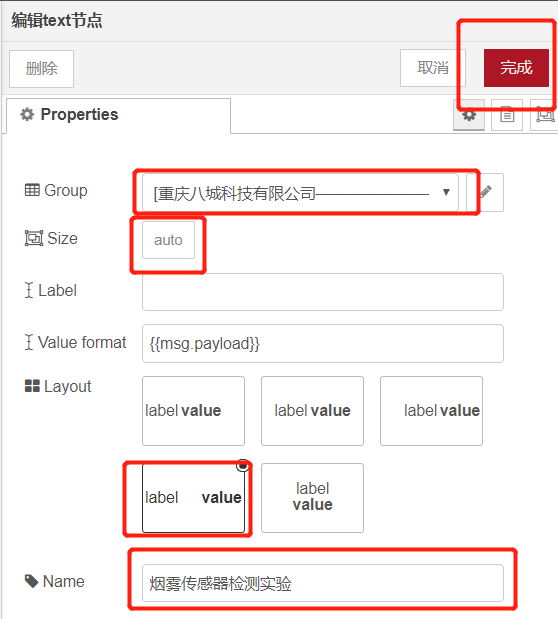 编辑text节点
删除 取消 完成
Properties
Group [重庆八城科技有限公司————————
Size auto
Label
Value format {{msg.payload}}
Layout
label value label value label value
label value label
value
Name 烟雾传感器检测实验